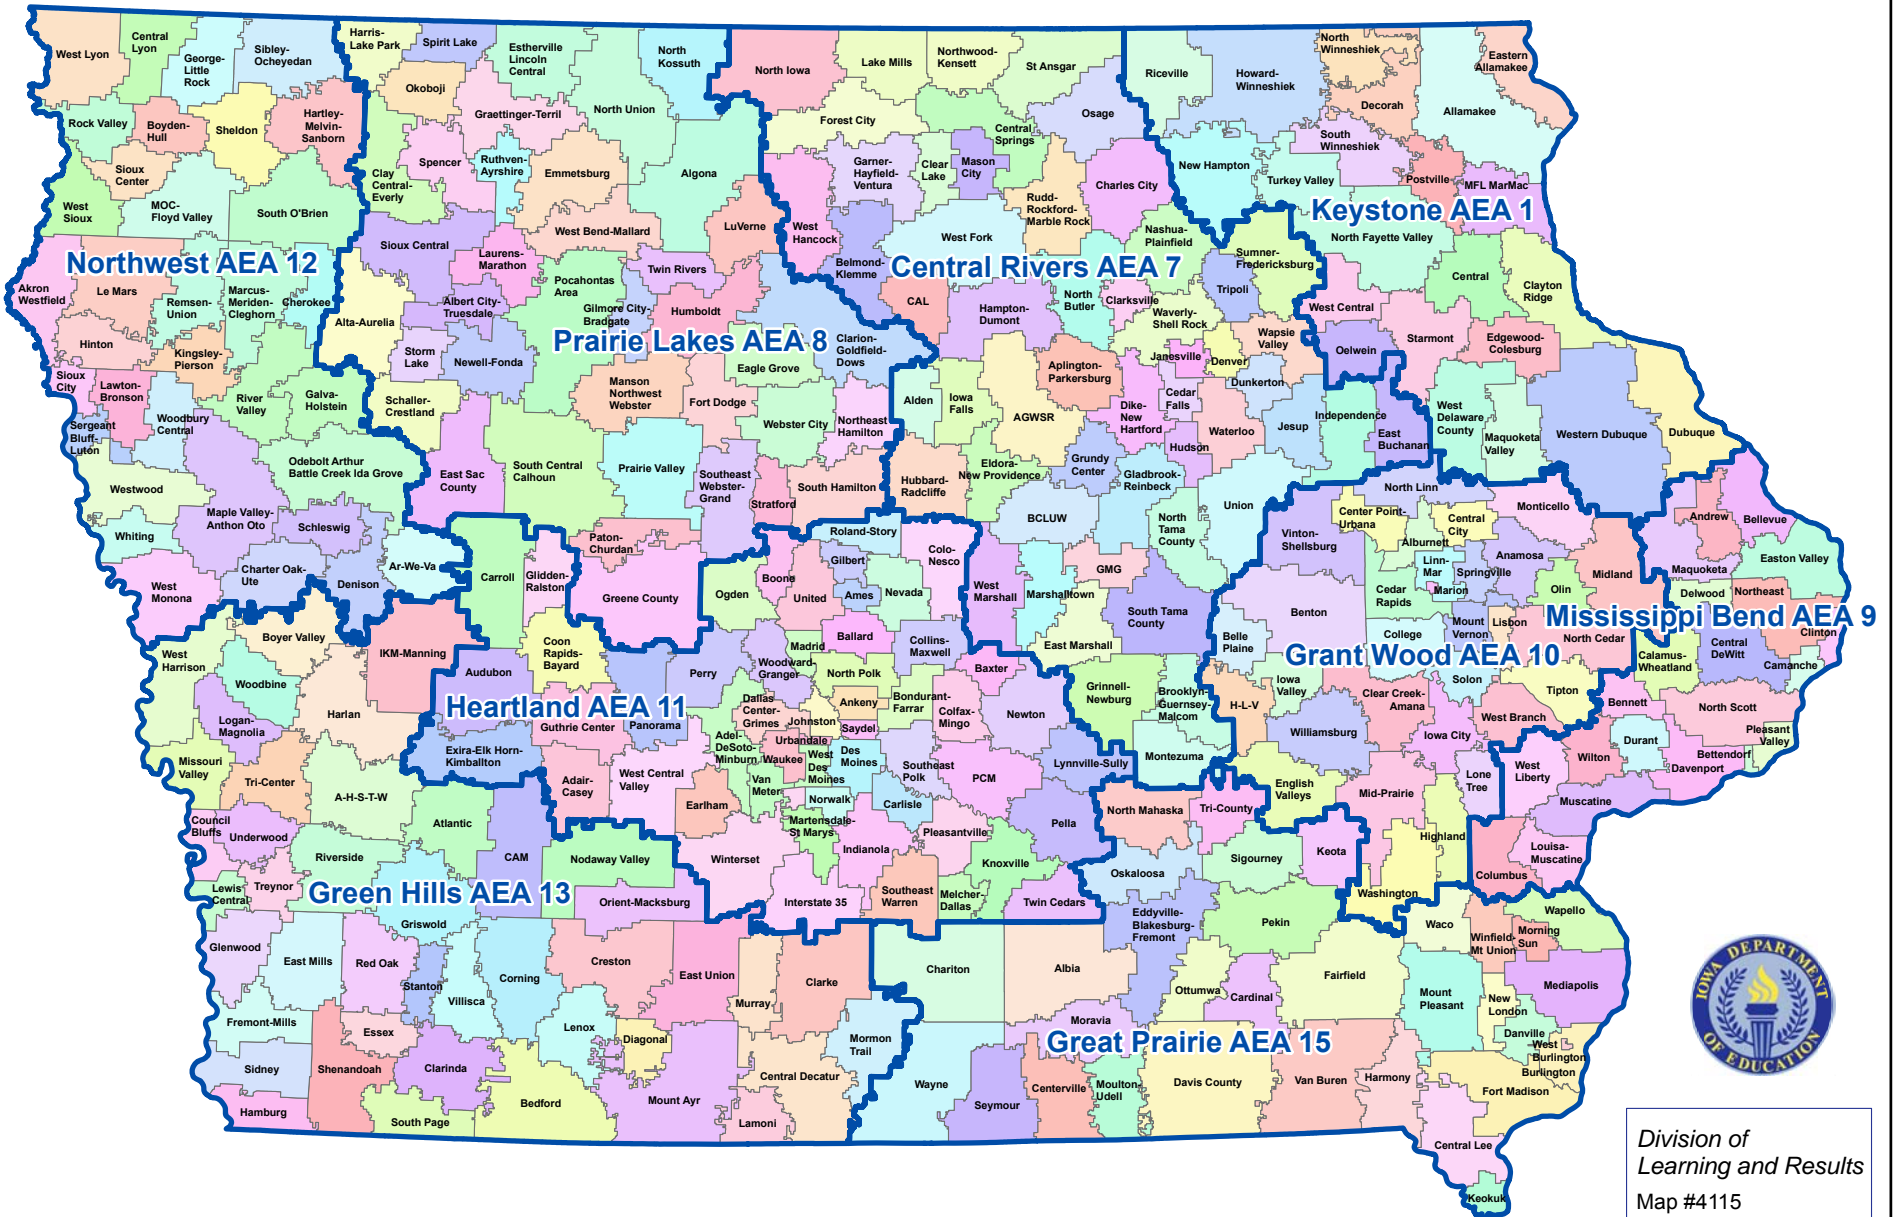 West Lyon
Central
Lyon
George-
Little
Rock
Sibley-
Ocheyedan
Harris-
Lake Park
Spirit Lake
Estherville
Lincoln
Central
North
Kossuth
North Iowa
Lake Mills
Northwood-
Kensett
St Ansgar
Riceville
Howard-
Winneshiek
North
Winneshiek
Eastern
Allamakee
Okoboji
Graettinger-Terril
North Union
Forest City
Central
Springs
Osage
Decorah
Allamakee
Rock Valley
Boyden-
Hull
Sheldon
Hartley-
Melvin-
Sanborn
Spencer
Ruthven-
Ayrshire
Emmetsburg
Algona
Garner-
Hayfield-
Ventura
Clear
Lake
Mason
City
Charles City
New Hampton
South
Winneshiek
Turkey Valley
Postville
MFL MarMac
Sioux
Center
Clay
Central-
Everly
West
Sioux
MOC-
Floyd Valley
South O'Brien
Rudd-
Rockford-
Marble Rock
Keystone AEA 1
Sioux Central
West Bend-Mallard
LuVerne
West
Hancock
West Fork
Nashua-
Plainfield
North Fayette Valley
Northwest AEA 12
Laurens-
Marathon
Twin Rivers
Belmond-
Klemme
Central Rivers AEA 7
Sumner-
Fredericksburg
Tripoli
Central
Clayton
Ridge
Akron
Westfield
Le Mars
Remsen-
Union
Marcus-
Meriden-
Cleghorn
Cherokee
Alta-Aurelia
Albert City-
Truesdale
Pocahontas
Area
Gilmore City-
Bradgate
Humboldt
CAL
Hampton-
Dumont
North
Butler
Clarksville
Waverly-
Shell Rock
West Central
Hinton
Kingsley-
Pierson
Storm
Lake
Newell-Fonda
Prairie Lakes AEA 8
Clarion-
Goldfield-
Dows
Eagle Grove
Aplington-
Parkersburg
Janesville
Denver
Wapsie
Valley
Oelwein
Starmont
Edgewood-
Colesburg
Sioux
City
Lawton-
Bronson
River
Valley
Galva-
Holstein
Schaller-
Crestland
Manson
Northwest
Webster
Fort Dodge
Alden
Iowa
Falls
AGWSR
Dike-
New
Hartford
Cedar
Falls
Dunkerton
Independence
West
Delaware
County
Sergeant
Bluff-
Luton
Woodbury
Central
Webster City
Northeast
Hamilton
Waterloo
Jesup
East
Buchanan
Maquoketa
Valley
Western Dubuque
Dubuque
Hudson
Westwood
Odebolt Arthur
Battle Creek Ida Grove
East Sac
County
South Central
Calhoun
Prairie Valley
Southeast
Webster-
Grand
Stratford
South Hamilton
Hubbard-
Radcliffe
Eldora-
New Providence
Grundy
Center
Gladbrook-
Reinbeck
Union
North Linn
Monticello
Maple Valley-
Anthon Oto
Schleswig
Whiting
BCLUW
North
Tama
County
Vinton-
Shellsburg
Center Point-
Urbana
Central
City
Alburnett
Andrew
Bellevue
Charter Oak-
Ute
Denison
Ar-We-Va
Paton-
Churdan
Roland-Story
Gilbert
Colo-
Nesco
GMG
Anamosa
Midland
Maquoketa
Easton Valley
West
Monona
Carroll
Glidden-
Ralston
Greene County
Ogden
Boone
United
Ames
Nevada
West
Marshall
Marshalltown
South Tama
County
Benton
Cedar
Rapids
Linn-
Mar
Marion
Springville
Olin
Delwood
Northeast
Mississippi Bend AEA 9
Boyer Valley
IKM-Manning
Coon
Rapids-
Bayard
Madrid
Ballard
Collins-
Maxwell
East Marshall
Belle
Plaine
College
Mount
Vernon
Lisbon
North Cedar
Clinton
Central
DeWitt
Camanche
Calamus-
Wheatland
West
Harrison
Woodbine
Audubon
Perry
Woodward-
Granger
North Polk
Baxter
Grant Wood AEA 10
Iowa
Valley
Solon
Tipton
Harlan
Heartland AEA 11
Logan-
Magnolia
Guthrie Center
Panorama
Dallas
Center-
Grimes
Ankeny
Bondurant-
Farrar
Colfax-
Mingo
Newton
Grinnell-
Newburg
Brooklyn-
Guernsey-
Malcom
H-L-V
Williamsburg
Clear Creek-
Amana
Iowa City
West Branch
Bennett
North Scott
Pleasant
Valley
Johnston
Saydel
Missouri
Valley
Exira-Elk Horn-
Kimballton
Adel-
DeSoto-
Minburn
Urbandale
Waukee
West
Des
Moines
Des
Moines
Southeast
Polk
PCM
Lynnville-Sully
Montezuma
Durant
Wilton
Bettendorf
Davenport
Tri-Center
A-H-S-T-W
Adair-
Casey
West Central
Valley
Earlham
Van
Meter
Norwalk
Carlisle
English
Valleys
Mid-Prairie
Lone
Tree
West
Liberty
Muscatine
Council
Bluffs
Underwood
Atlantic
CAM
Martensdale-
St Marys
Pleasantville
Pella
North Mahaska
Tri-County
Highland
Riverside
Nodaway Valley
Winterset
Indianola
Knoxville
Oskaloosa
Sigourney
Keota
Louisa-
Muscatine
Columbus
Lewis
Central
Treynor
Green Hills AEA 13
Orient-Macksburg
Interstate 35
Southeast
Warren
Melcher-
Dallas
Twin Cedars
Washington
Griswold
Eddyville-
Blakesburg-
Fremont
Pekin
Waco
Winfield-
Mt Union
Morning
Sun
Wapello
Glenwood
East Mills
Red Oak
Stanton
Villisca
Corning
Creston
East Union
Murray
Clarke
Chariton
Albia
Ottumwa
Cardinal
Fairfield
Mount
Pleasant
New
London
Mediapolis
IOWA DEPARTMENT
OF EDUCATION
Fremont-Mills
Essex
Lenox
Diagonal
Mormon
Trail
Moravia
Great Prairie AEA 15
Danville
West
Burlington
Burlington
Sidney
Shenandoah
Clarinda
Central Decatur
Wayne
Centerville
Moulton-
Udell
Davis County
Van Buren
Harmony
Fort Madison
Hamburg
South Page
Bedford
Mount Ayr
Lamoni
Seymour
Central Lee
Keokuk
Division of
Learning and Results
Map #4115